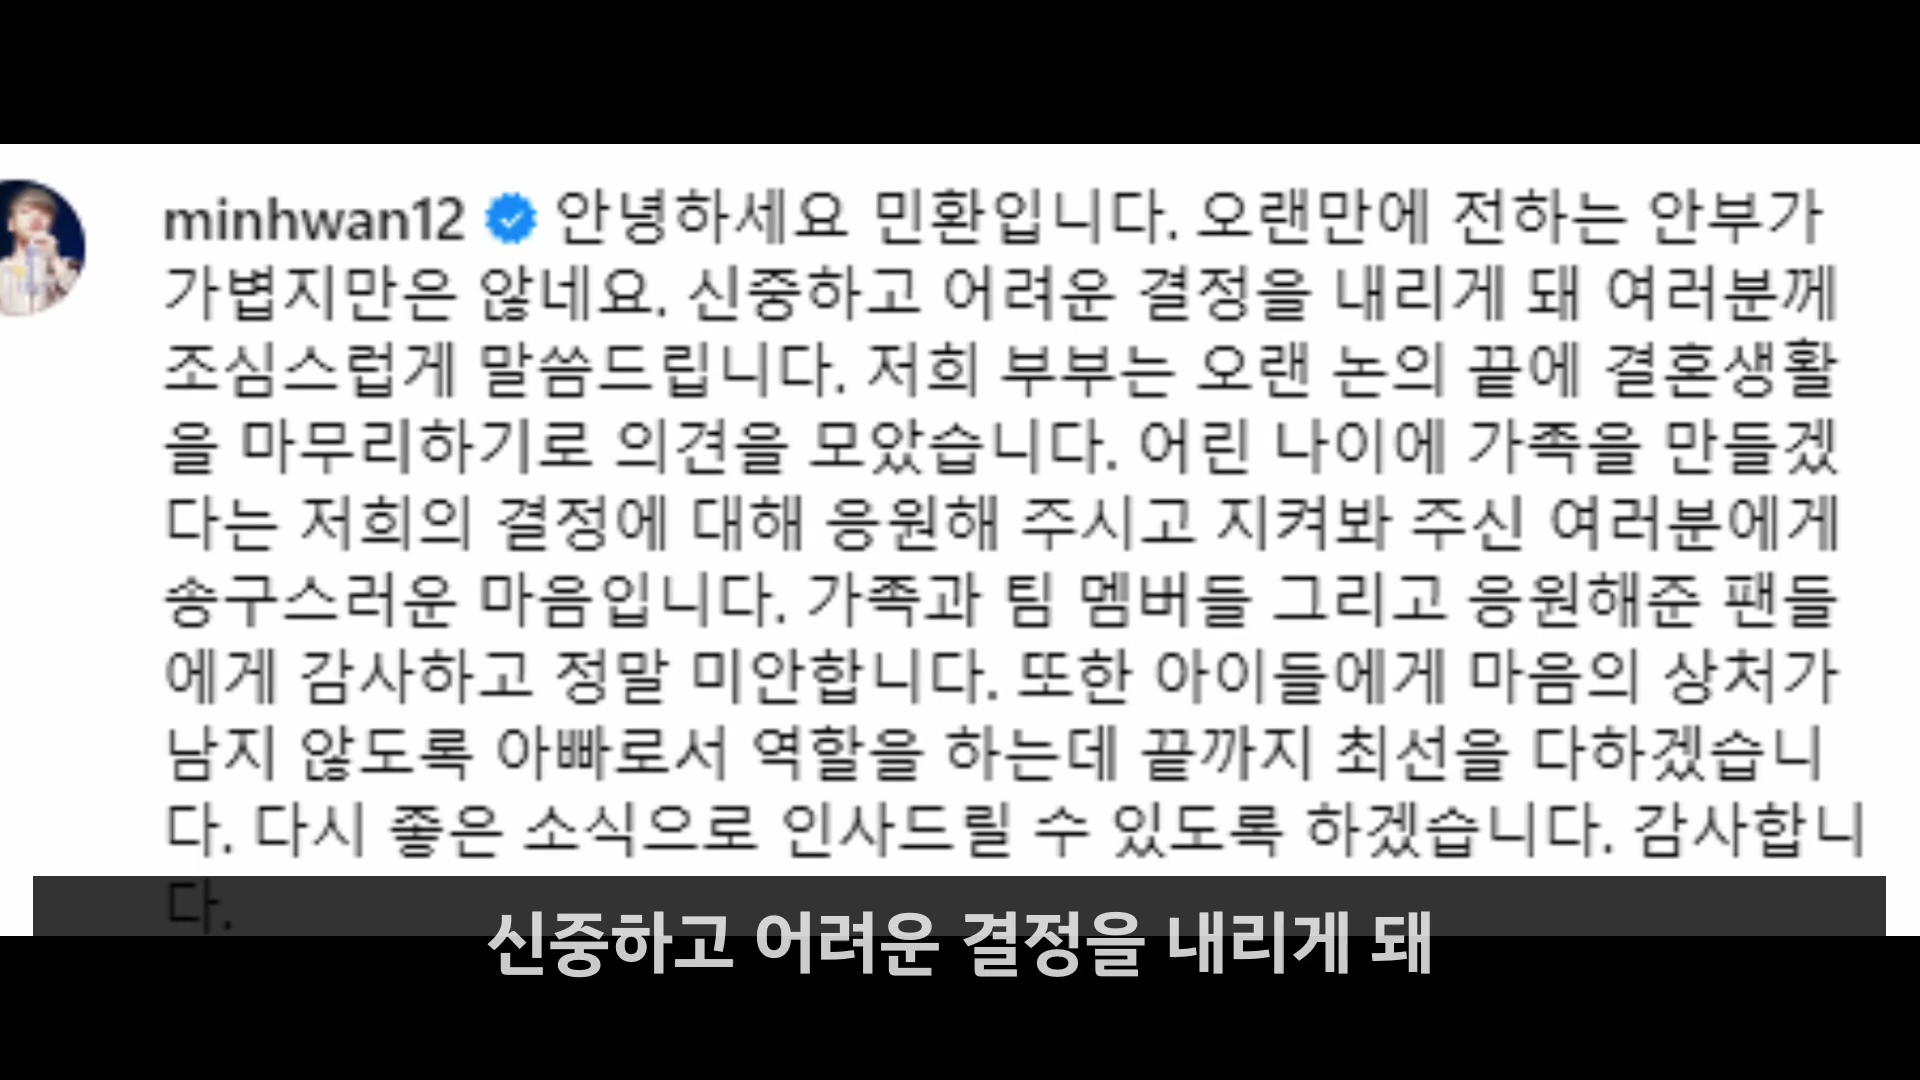 minhwan12 안녕하세요 민환입니다. 오랜만에 전하는 안부가
가볍지만은 않네요. 신중하고 어려운 결정을 내리게 돼 여러분께
조심스럽게 말씀드립니다. 저희 부부는 오랜 논의 끝에 결혼생활
을 마무리하기로 의견을 모았습니다. 어린 나이에 가족을 만들겠
다는 저희의 결정에 대해 응원해 주시고 지켜봐 주신 여러분에게
송구스러운 마음입니다. 가족과 팀 멤버들 그리고 응원해준 팬들
에게 감사하고 정말 미안합니다. 또한 아이들에게 마음의 상처가
남지 않도록 아빠로서 역할을 하는데 끝까지 최선을 다하겠습니
다. 다시 좋은 소식으로 인사드릴 수 있도록 하겠습니다. 감사합니
다.
신중하고 어려운 결정을 내리게 돼